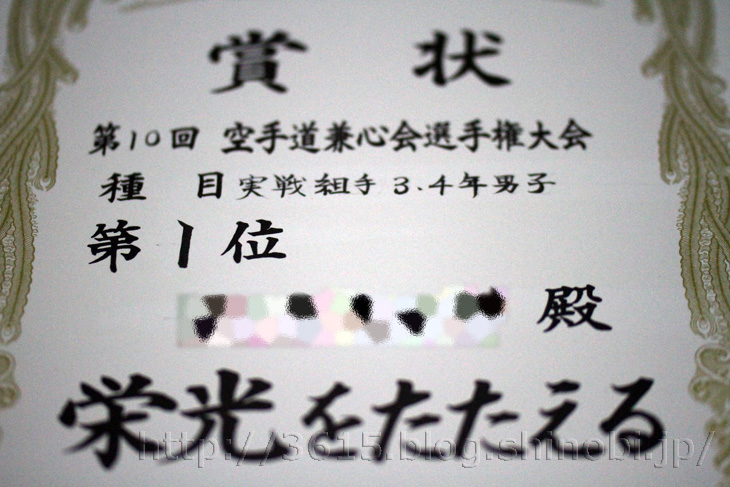 賞状
第10回 空手道兼心会選手権大会
種 目 実戦組手 3.4年男子
第1位
殿
栄光をたたえる
http://3615.blog.shinobi.jp/